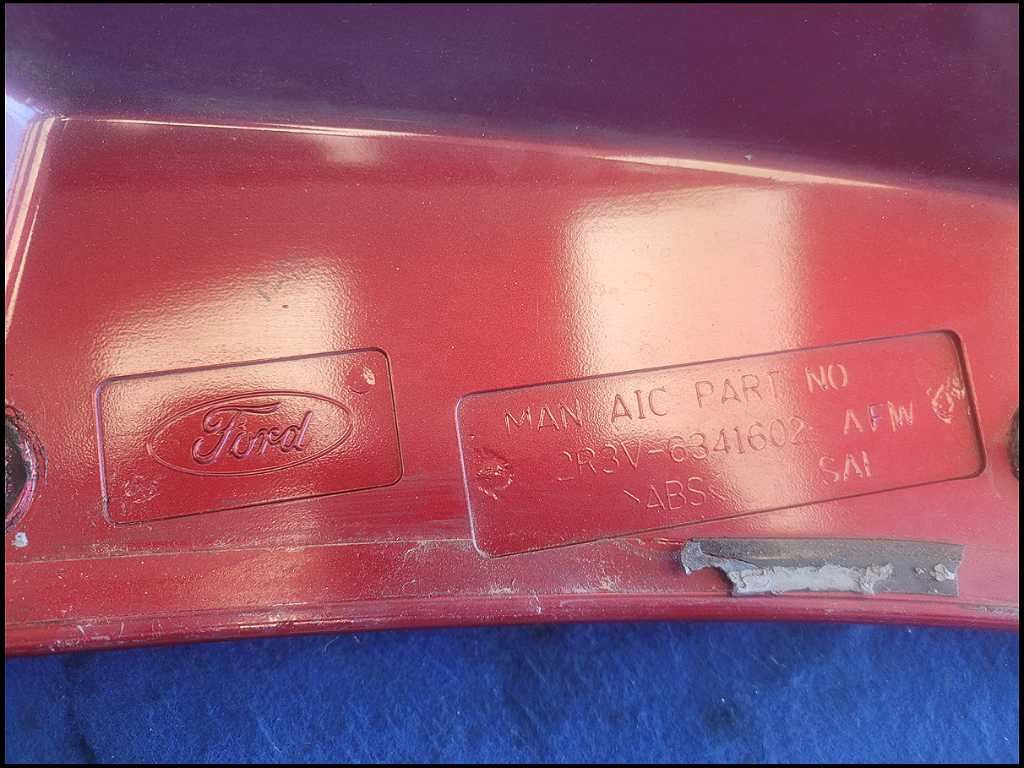 Ford
MAN AIC PART NO
2R3V-6341602 AFW
>ABS< SAI